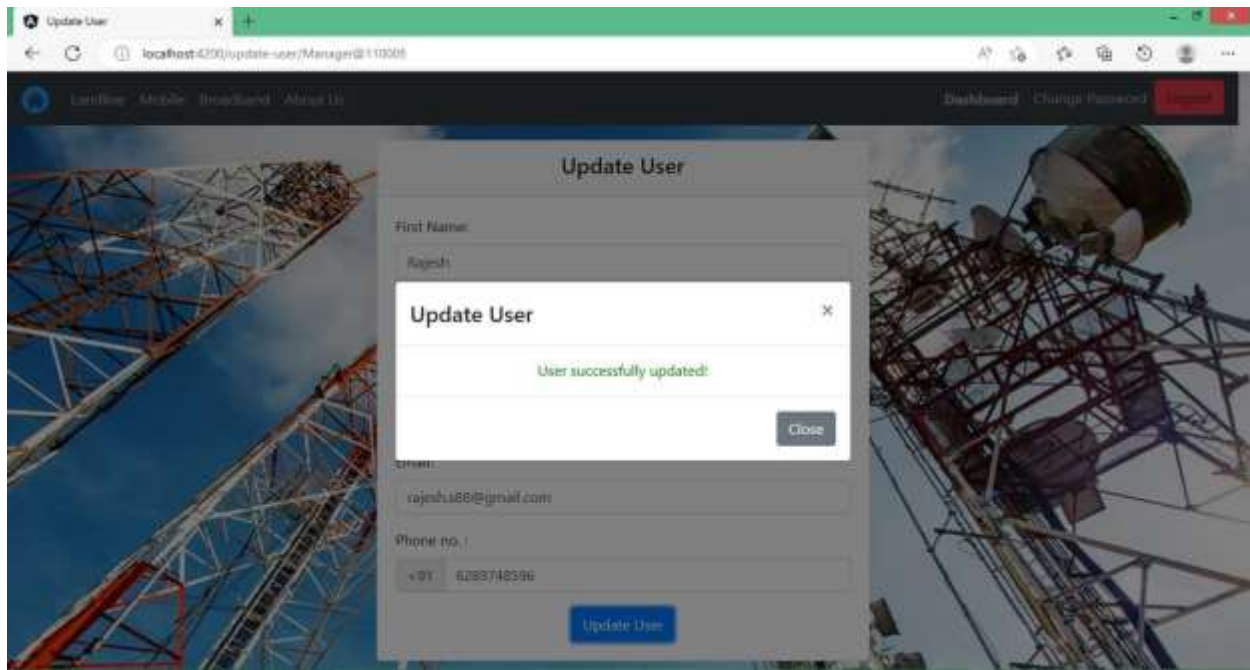 Update User
localhost:4200/update-user/Manager@110005
Landline Mobile Broadband About Us Dashboard Change Password Logout
Update User
First Name:
Rajesh
Update User ×
User successfully updated!
Close
Email:
rajesh.s88@gmail.com
Phone no. :
+91 6289748596
Update User